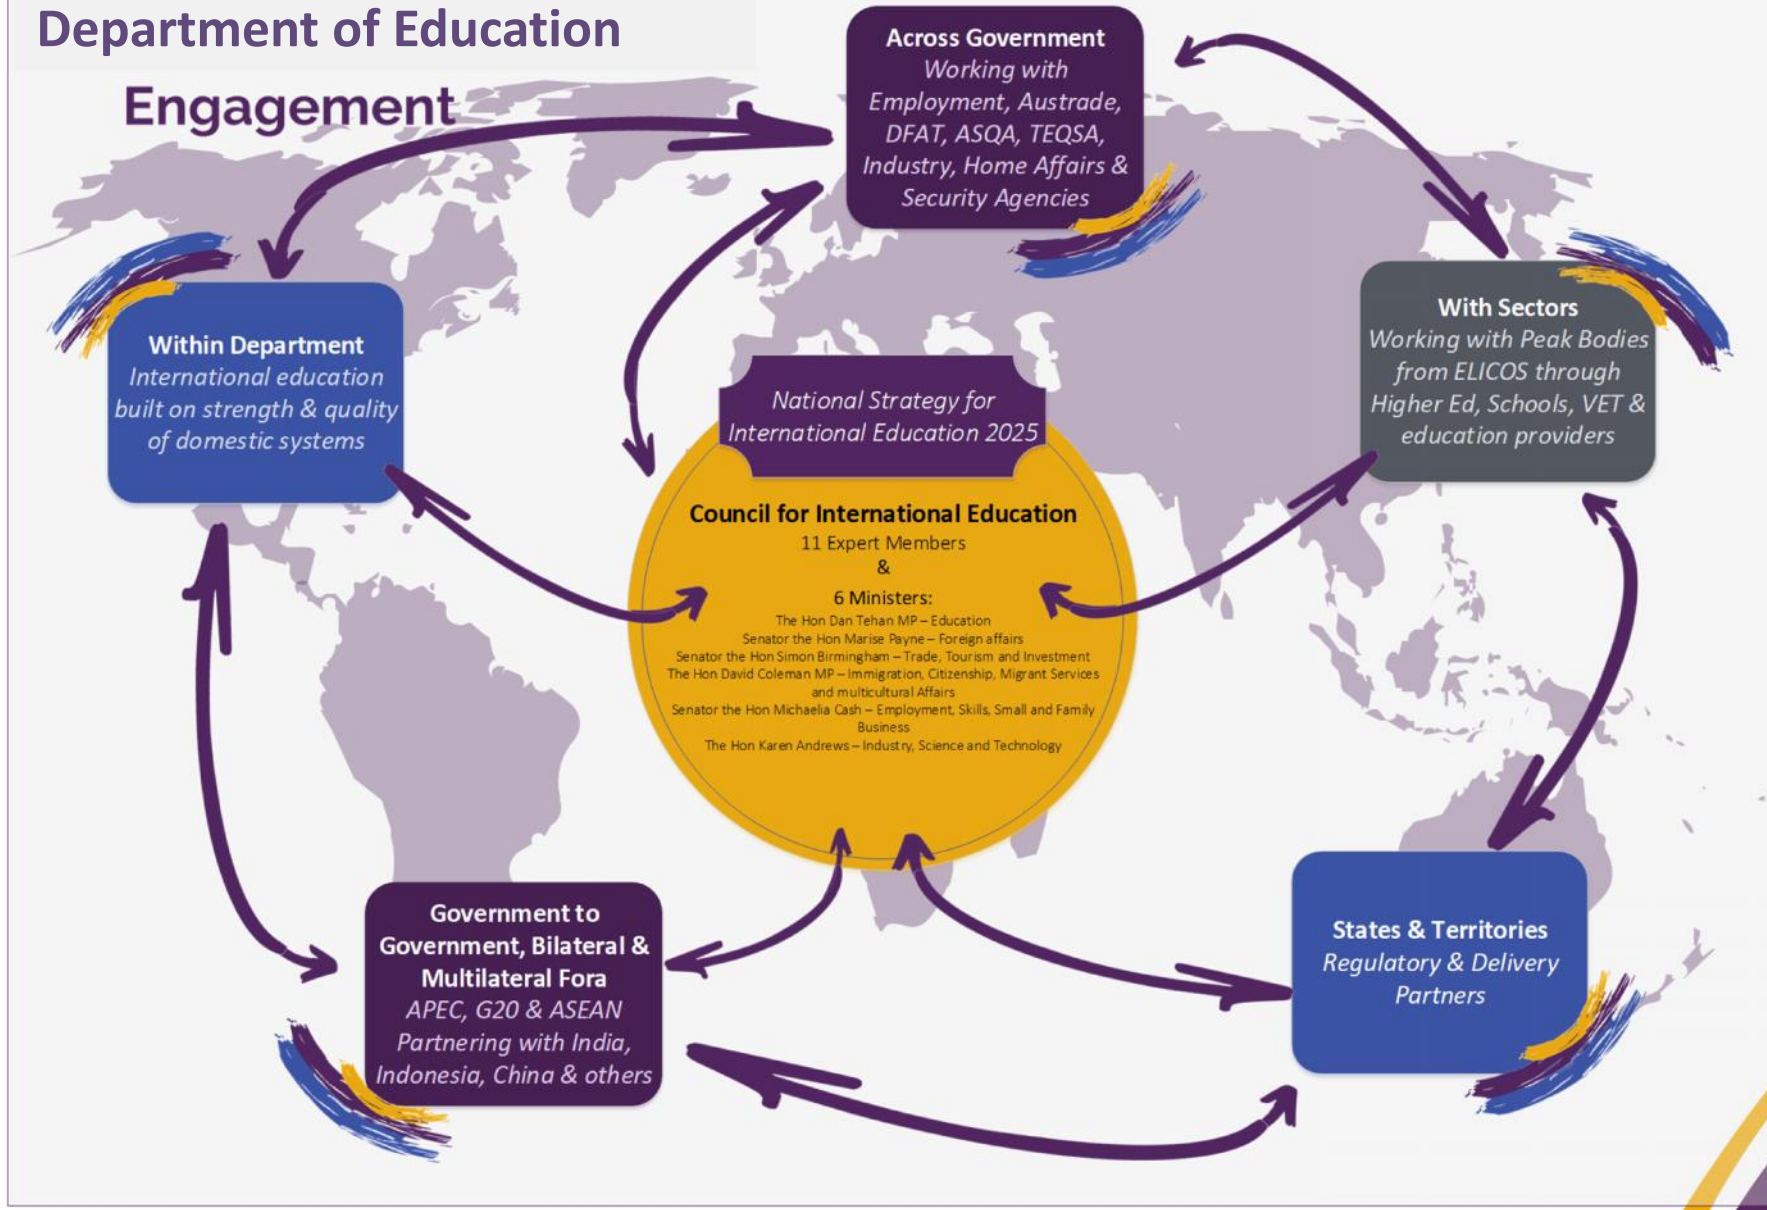 Department of Education
Engagement
Across Government
Working with
Employment, Austrade,
DFAT, ASQA, TEQSA,
Industry, Home Affairs &
Security Agencies
Within Department
International education
built on strength & quality
of domestic systems
With Sectors
Working with Peak Bodies
from ELICOS through
Higher Ed, Schools, VET &
education providers
National Strategy for
International Education 2025
Council for International Education
11 Expert Members
&
6 Ministers:
The Hon Dan Tehan MP – Education
Senator the Hon Marise Payne – Foreign affairs
Senator the Hon Simon Birmingham – Trade, Tourism and Investment
The Hon David Coleman MP – Immigration, Citizenship, Migrant Services
and multicultural Affairs
Senator the Hon Michaelia Cash – Employment, Skills, Small and Family
Business
The Hon Karen Andrews – Industry, Science and Technology
Government to
Government, Bilateral &
Multilateral Fora
APEC, G20 & ASEAN
Partnering with India,
Indonesia, China & others
States & Territories
Regulatory & Delivery
Partners